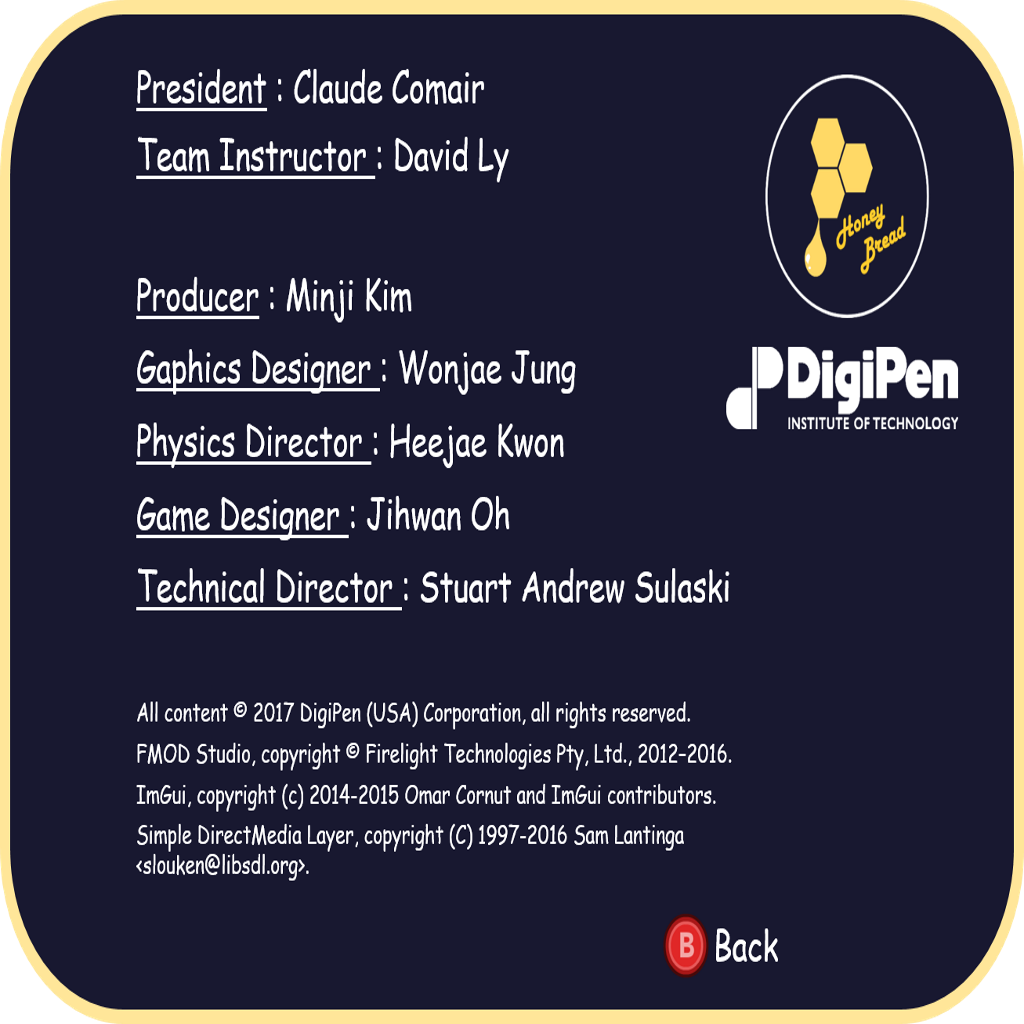 President : Claude Comair
Team Instructor : David Ly
Honey
Bread
Producer : Minji Kim
DigiPen
INSTITUTE OF TECHNOLOGY
Gaphics Designer : Wonjae Jung
Physics Director : Heejae Kwon
Game Designer : Jihwan Oh
Technical Director : Stuart Andrew Sulaski
All content © 2017 DigiPen (USA) Corporation, all rights reserved.
FMOD Studio, copyright © Firelight Technologies Pty, Ltd., 2012–2016.
ImGui, copyright (c) 2014-2015 Omar Cornut and ImGui contributors.
Simple DirectMedia Layer, copyright (C) 1997-2016 Sam Lantinga
<slouken@libsdl.org>.
B Back